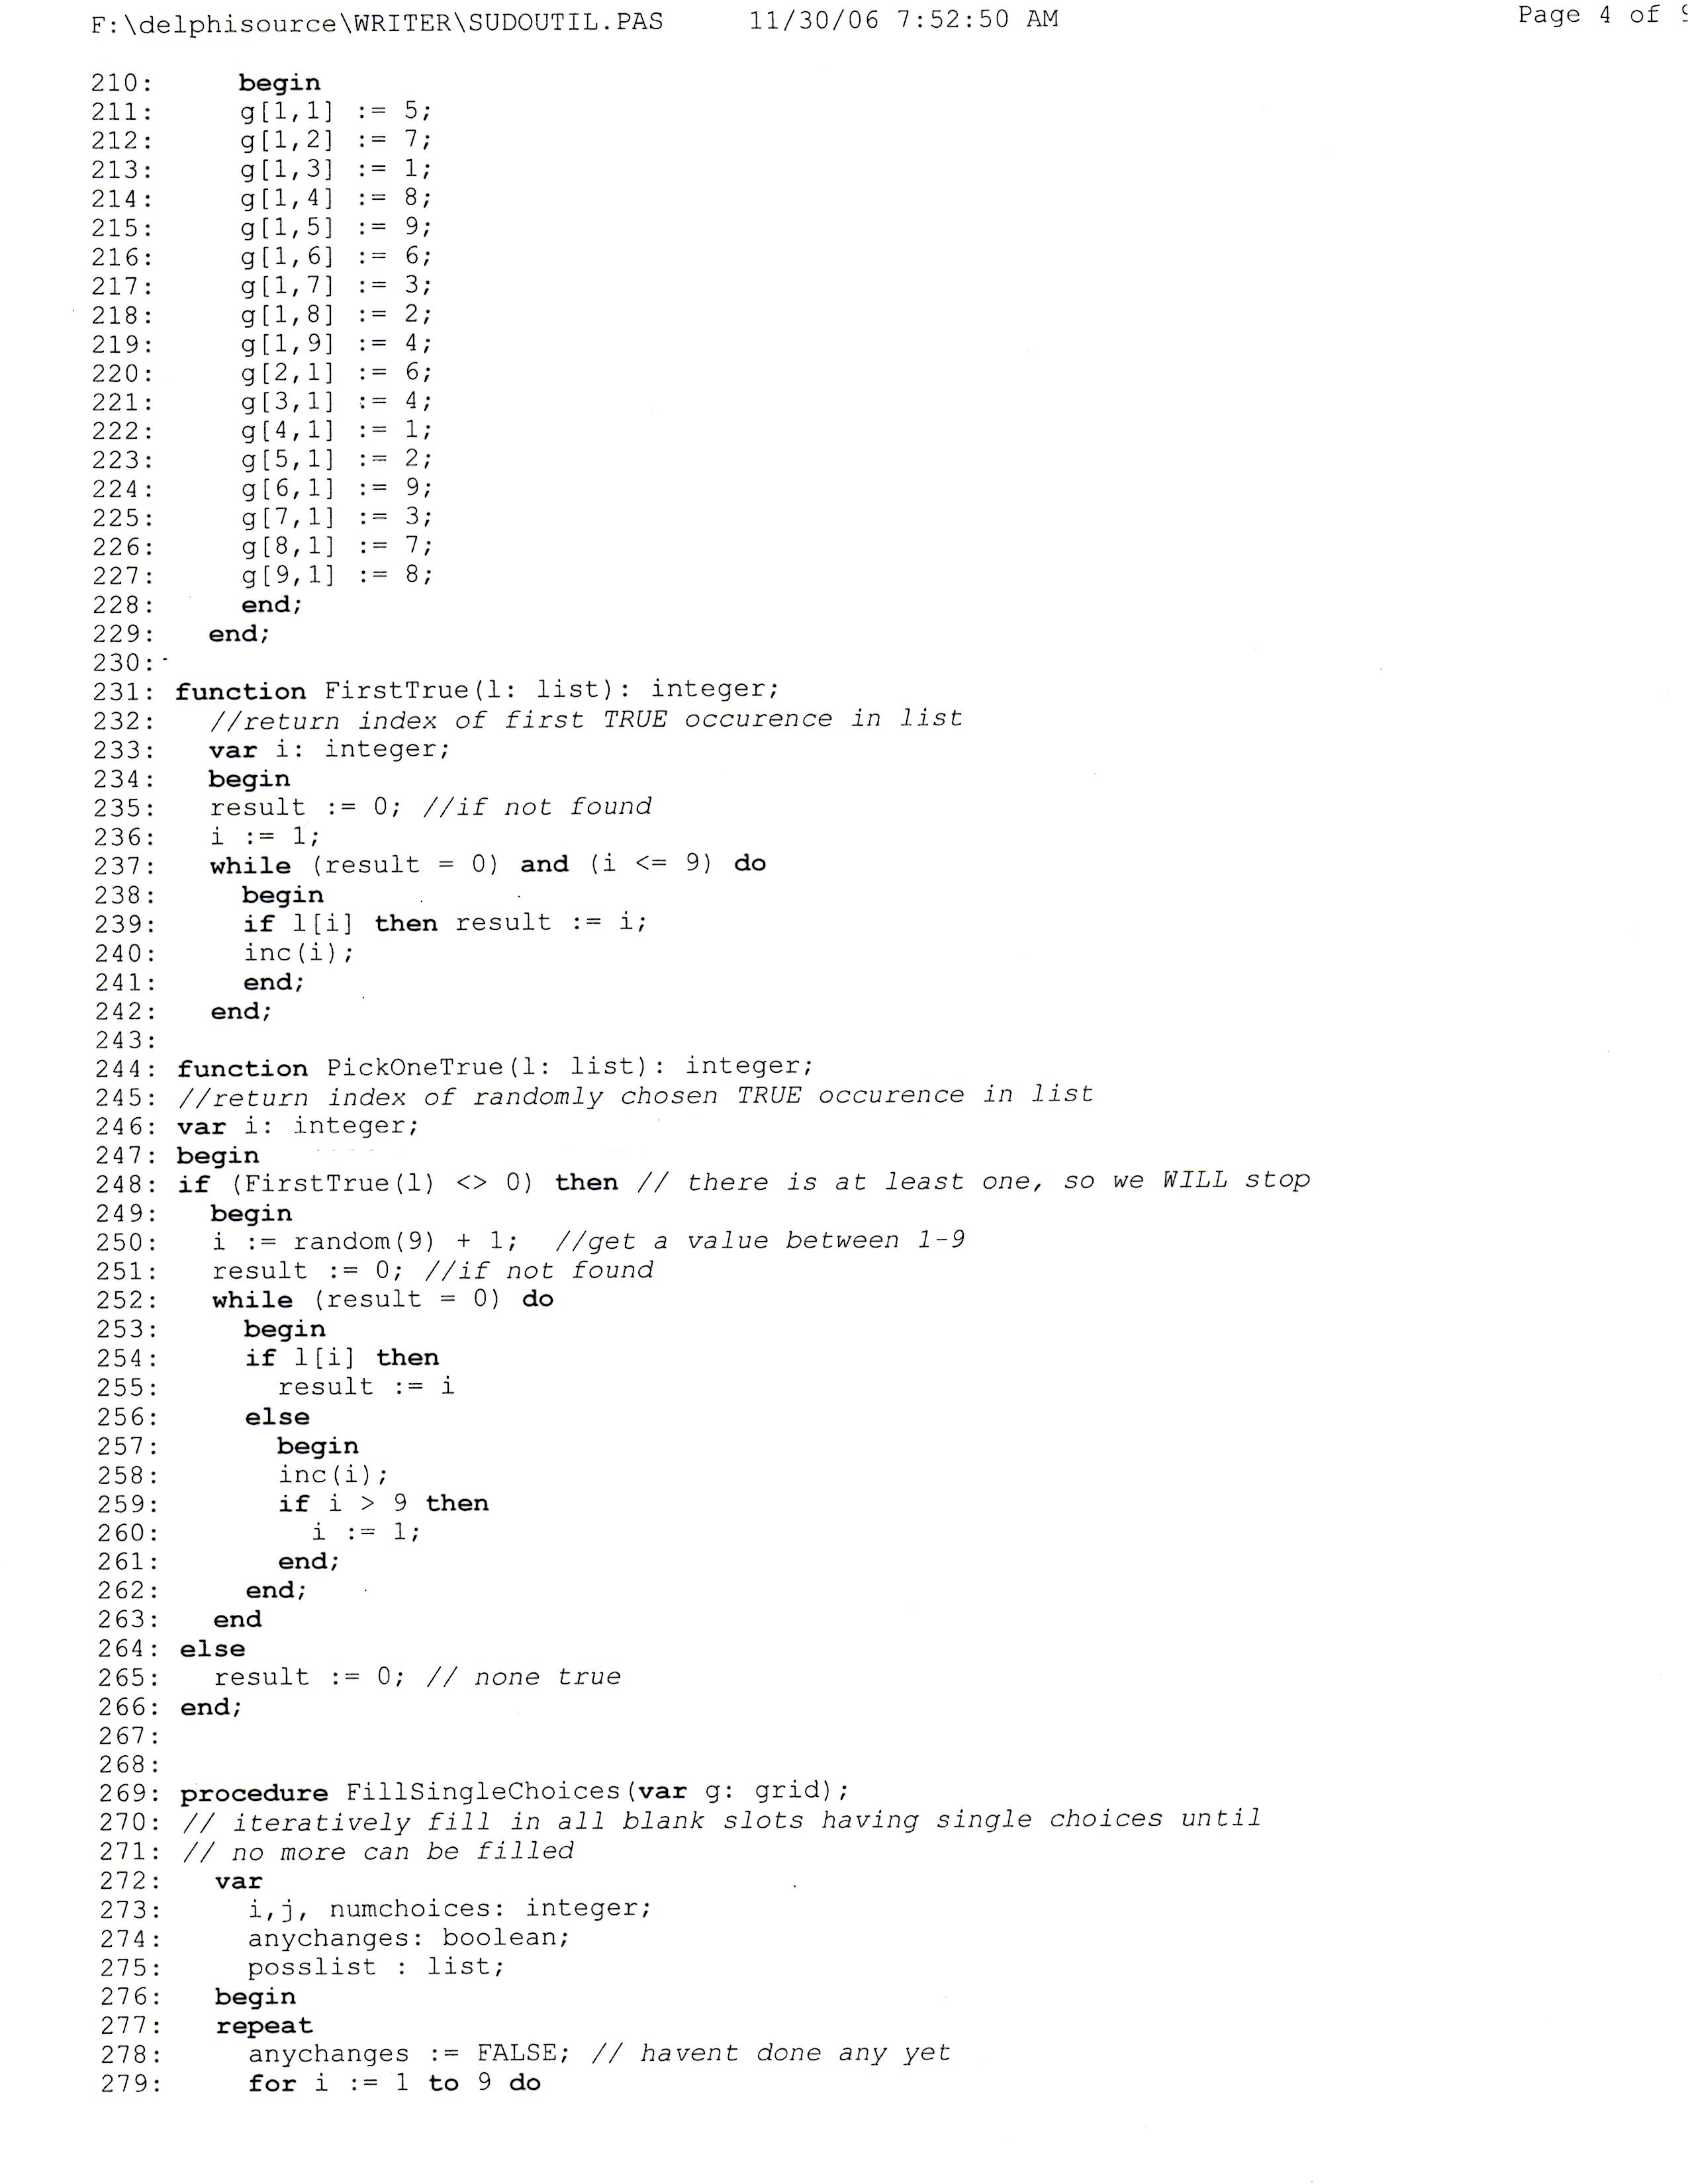 F:\delphisource\WRITER\SUDOUTIL.PAS 11/30/06 7:52:50 AM Page 4 of 9
210: begin
211: g[1,1] := 5;
212: g[1,2] := 7;
213: g[1,3] := 1;
214: g[1,4] := 8;
215: g[1,5] := 9;
216: g[1,6] := 6;
217: g[1,7] := 3;
218: g[1,8] := 2;
219: g[1,9] := 4;
220: g[2,1] := 6;
221: g[3,1] := 4;
222: g[4,1] := 1;
223: g[5,1] := 2;
224: g[6,1] := 9;
225: g[7,1] := 3;
226: g[8,1] := 7;
227: g[9,1] := 8;
228: end;
229: end;
230:
231: function FirstTrue(l: list): integer;
232: //return index of first TRUE occurence in list
233: var i: integer;
234: begin
235: result := 0; //if not found
236: i := 1;
237: while (result = 0) and (i <= 9) do
238: begin
239: if l[i] then result := i;
240: inc(i);
241: end;
242: end;
243:
244: function PickOneTrue(l: list): integer;
245: //return index of randomly chosen TRUE occurence in list
246: var i: integer;
247: begin
248: if (FirstTrue(l) <> 0) then // there is at least one, so we WILL stop
249: begin
250: i := random(9) + 1; //get a value between 1-9
251: result := 0; //if not found
252: while (result = 0) do
253: begin
254: if l[i] then
255: result := i
256: else
257: begin
258: inc(i);
259: if i > 9 then
260: i := 1;
261: end;
262: end;
263: end
264: else
265: result := 0; // none true
266: end;
267:
268:
269: procedure FillSingleChoices(var g: grid);
270: // iteratively fill in all blank slots having single choices until
271: // no more can be filled
272: var
273: i,j, numchoices: integer;
274: anychanges: boolean;
275: posslist : list;
276: begin
277: repeat
278: anychanges := FALSE; // havent done any yet
279: for i := 1 to 9 do